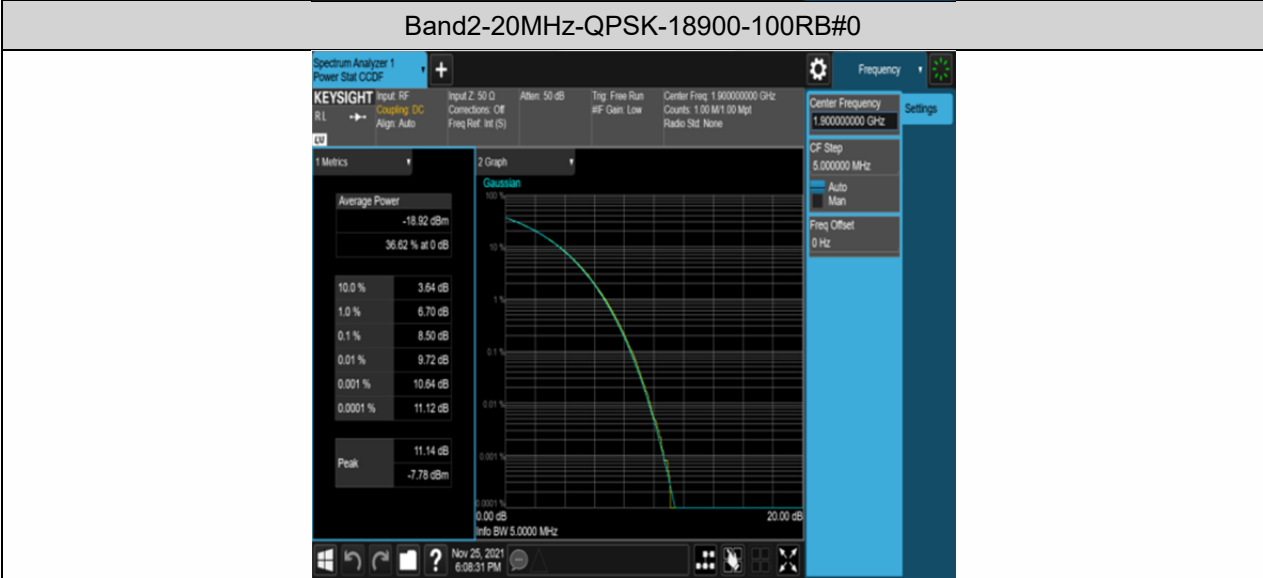 Band2-20MHz-QPSK-18900-100RB#0
Spectrum Analyzer 1
Power Stat CCDF
Frequency
KEYSIGHT
RL
Input: RF
Coupling: DC
Align: Auto
Input Z: 50 Ω
Corrections: Off
Freq Ref: Int (S)
Atten: 50 dB
Trig: Free Run
#IF Gain: Low
Center Freq: 1.900000000 GHz
Counts: 1.00 M/1.00 Mpt
Radio Std: None
Center Frequency
1.900000000 GHz
Settings
CF Step
5.000000 MHz
Auto
Man
Freq Offset
0 Hz
1 Metrics
Average Power
-18.92 dBm
36.62 % at 0 dB
10.0 % 3.64 dB
1.0 % 6.70 dB
0.1 % 8.50 dB
0.01 % 9.72 dB
0.001 % 10.64 dB
0.0001 % 11.12 dB
Peak
11.14 dB
-7.78 dBm
2 Graph
Gaussian
100 %
10 %
1 %
0.1 %
0.01 %
0.001 %
0.0001 %
0.00 dB
20.00 dB
Info BW 5.0000 MHz
?
Nov 25, 2021
6:08:31 PM